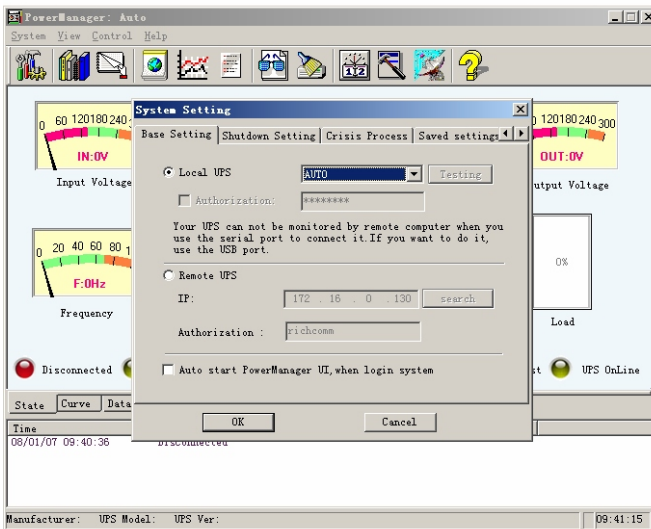 PowerManager: Auto
System View Control Help
System Setting
Base Setting Shutdown Setting Crisis Process Saved settings
0 60 120 180 240
IN:0V
Input Voltage
120 180 240 300
OUT:0V
Voltage
Local UPS AUTO Testing
Authorization: ********
Your UPS can not be monitored by remote computer when you
use the serial port to connect it.If you want to do it,
use the USB port.
Remote UPS
IP: 172 . 16 . 0 .130 search
Authorization : richcomm
Auto start PowerManager UI,when login system
OK Cancel
0 20 40 60 80
F:0Hz
Frequency
0%
Load
Disconnected
UPS OnLine
State Curve Data
Time
08/01/07 09:40:36 Disconnected
Manufacturer: UPS Model: UPS Ver: 09:41:15